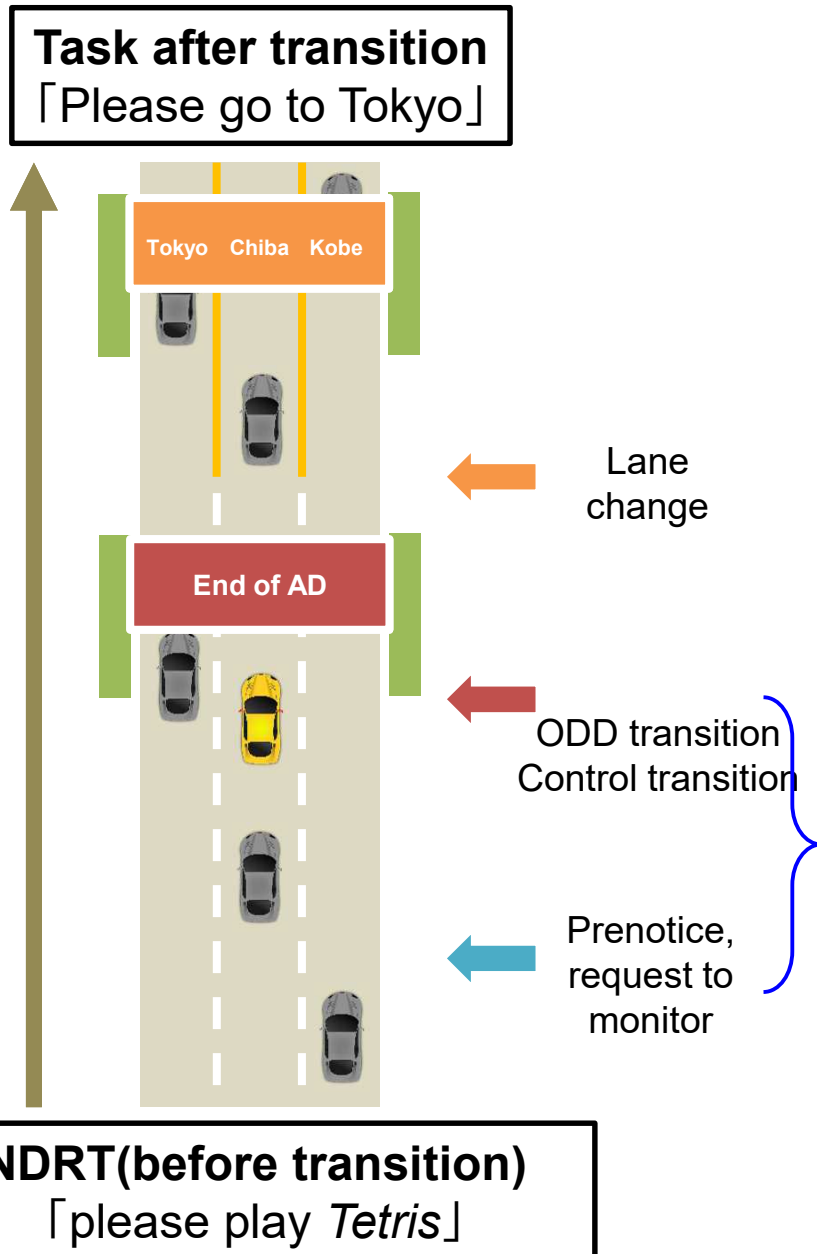 Task after transition
「Please go to Tokyo」
Tokyo Chiba Kobe
Lane
change
End of AD
ODD transition
Control transition
Prenotice,
request to
monitor
NDRT(before transition)
「please play Tetris」